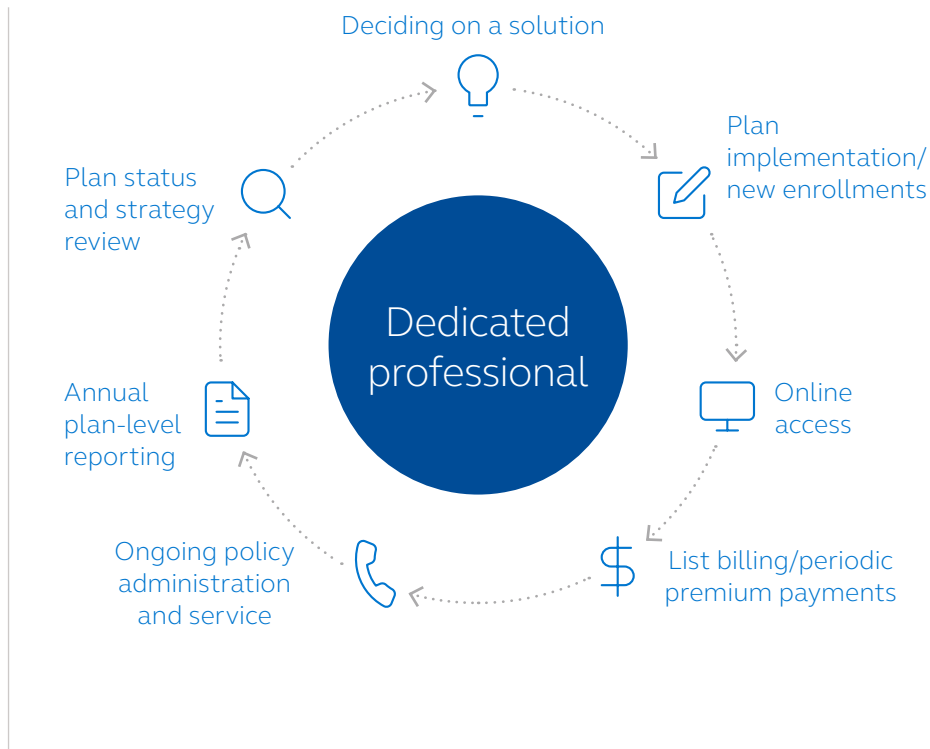 Deciding on a solution
Plan
implementation/
new enrollments
Online
access
List billing/periodic
premium payments
Ongoing policy
administration
and service
Annual
plan-level
reporting
Plan status
and strategy
review
Dedicated
professional